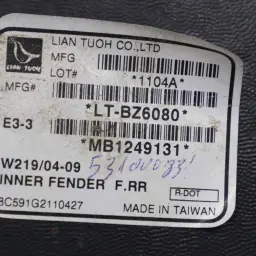 LIAN TUOH CO.,LTD
MFG
LIAN TUOH
LOT#
*1104A*
MFG#
*LT-BZ6080*
E3-3
*MB1249131*
W219/04-09
INNER FENDER F.RR
R-DOT
8C591G2110427
MADE IN TAIWAN